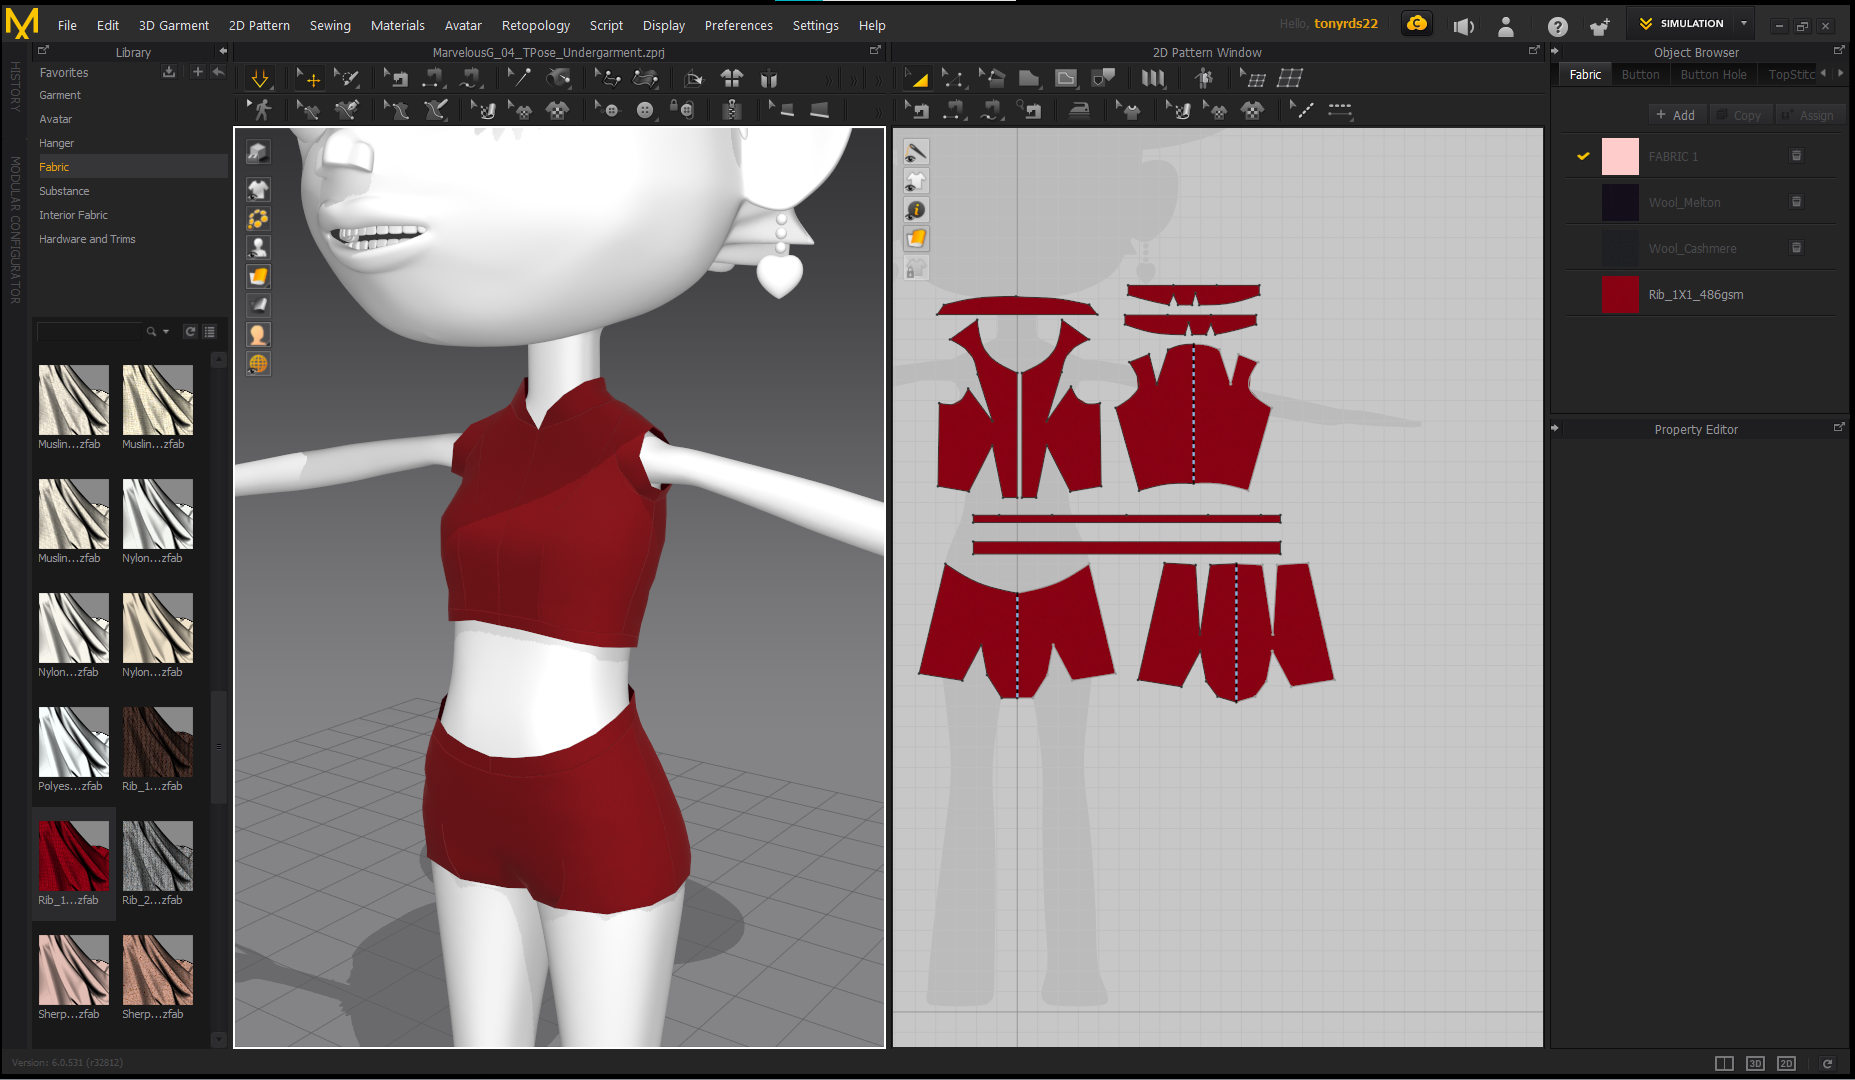 File Edit 3D Garment 2D Pattern Sewing Materials Avatar Retopology Script Display Preferences Settings Help
Hello, tonyrds22
SIMULATION
HISTORY
MODULAR CONFIGURATOR
Library
Favorites
Garment
Avatar
Hanger
Fabric
Substance
Interior Fabric
Hardware and Trims
Muslin...zfab Muslin...zfab
Muslin...zfab Nylon...zfab
Nylon...zfab Nylon...zfab
Polyes...zfab Rib_1...zfab
Rib_1...zfab Rib_2...zfab
Sherp...zfab Sherp...zfab
MarvelousG_04_TPose_Undergarment.zprj
2D Pattern Window
Object Browser
Fabric Button Button Hole TopStitc
+ Add Copy Assign
FABRIC 1
Wool_Melton
Wool_Cashmere
Rib_1X1_486gsm
Property Editor
Version: 6.0.531 (r32812)
3D 2D